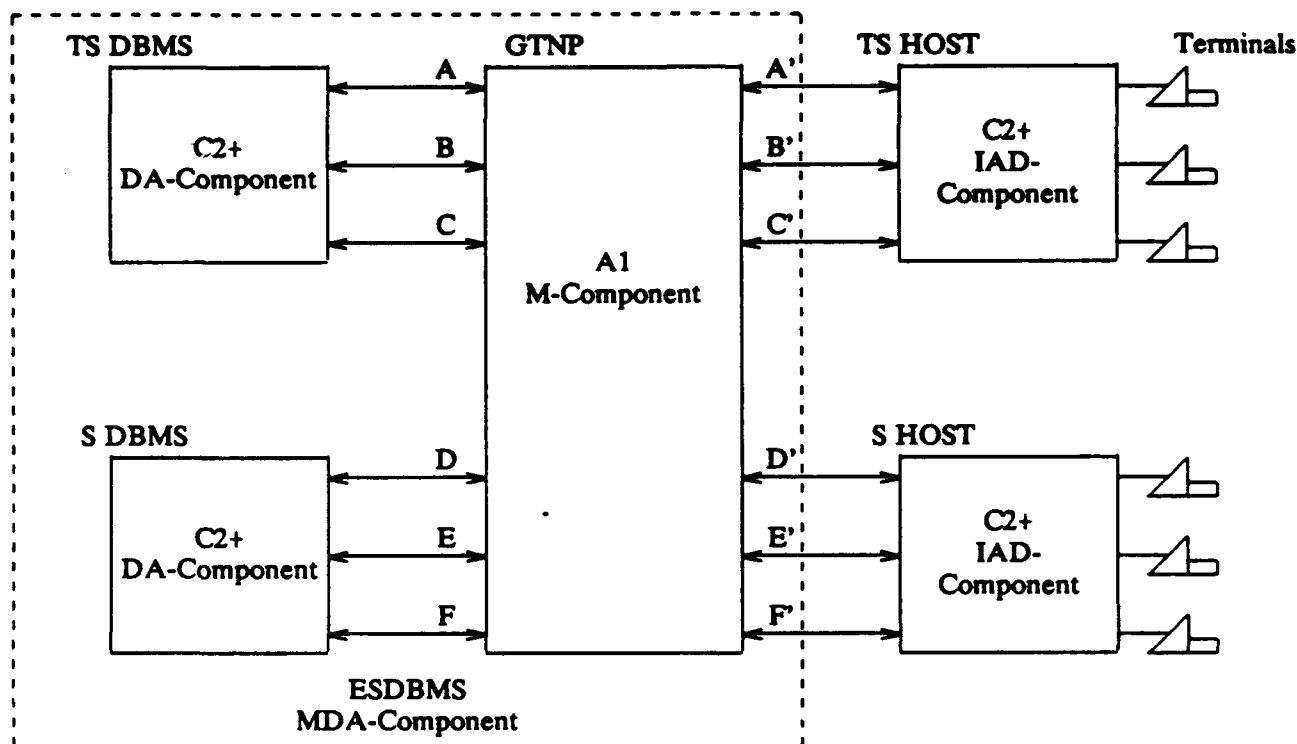 TS DBMS
GTNP
TS HOST
Terminals
A
A'
C2+
DA-Component
B
B'
C2+
IAD-
Component
C
C'
A1
M-Component
S DBMS
S HOST
D
D'
C2+
DA-Component
E
E'
C2+
IAD-
Component
F
F'
ESDBMS
MDA-Component